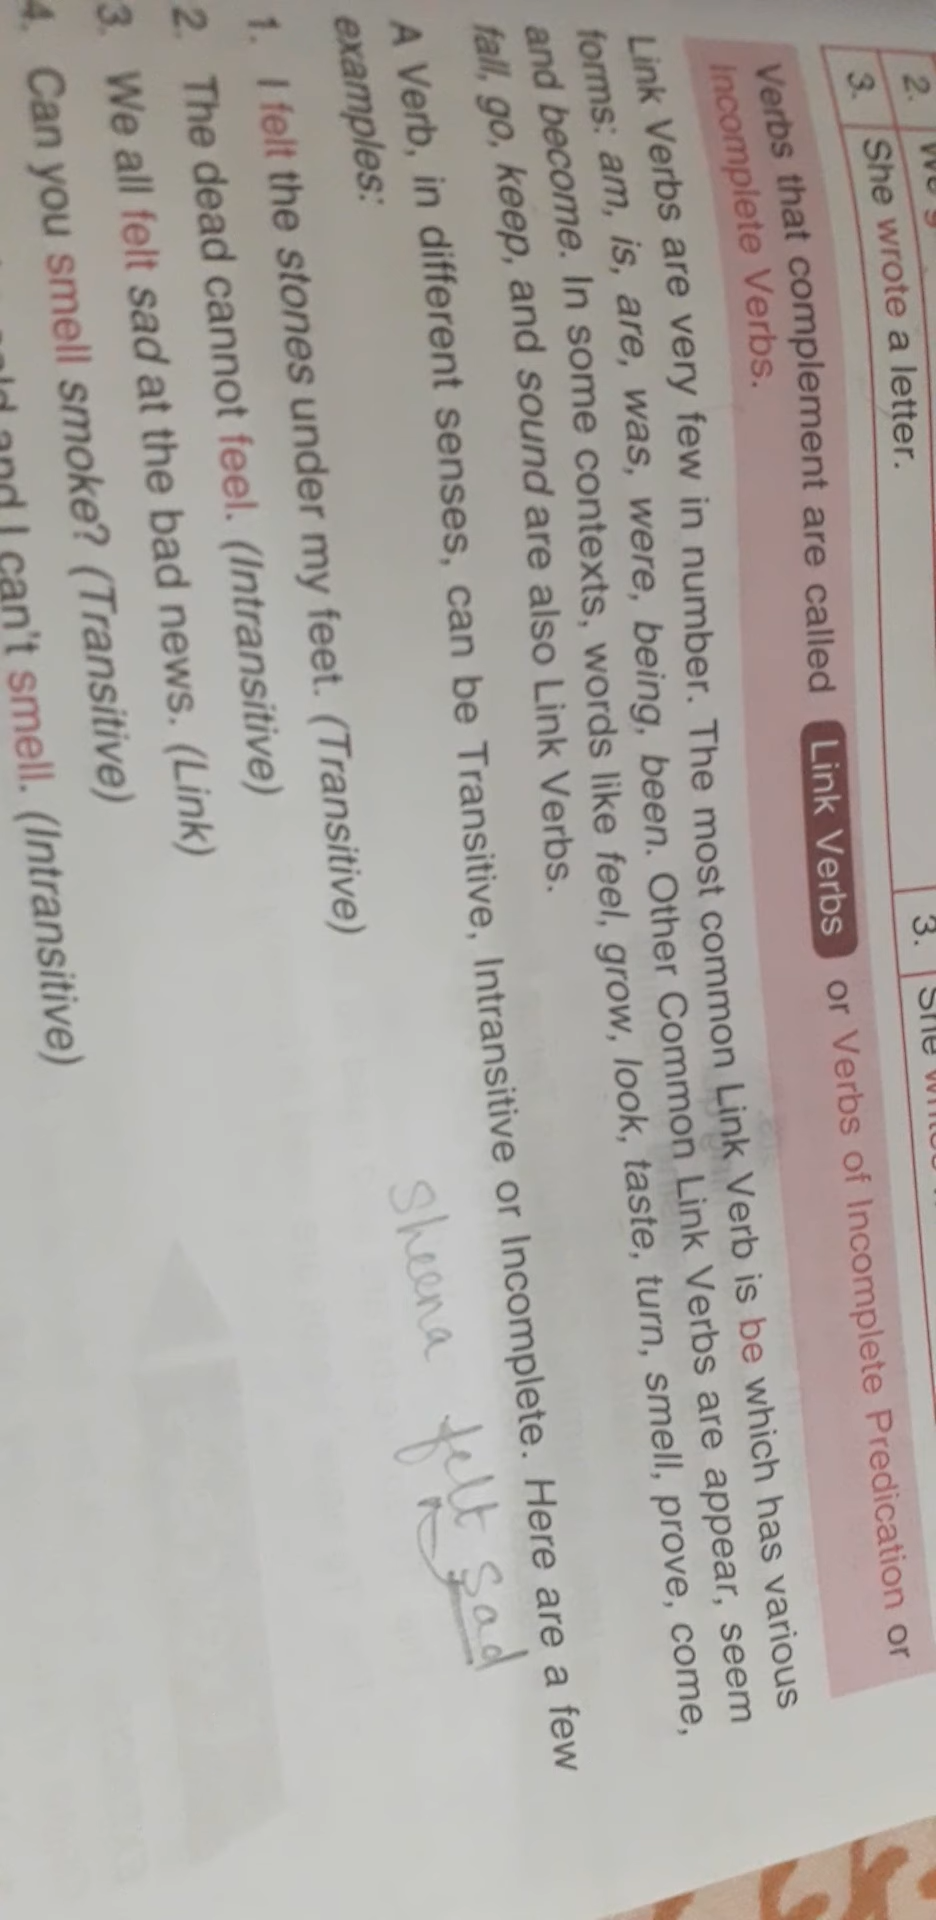 2. We
3. She wrote a letter.
3. She
Verbs that complement are called Link Verbs or Verbs of Incomplete Predication or
Incomplete Verbs.
Link Verbs are very few in number. The most common Link Verb is be which has various
forms: am, is, are, was, were, being, been. Other Common Link Verbs are appear, seem
and become. In some contexts, words like feel, grow, look, taste, turn, smell, prove, come,
fall, go, keep, and sound are also Link Verbs.
A Verb, in different senses, can be Transitive, Intransitive or Incomplete. Here are a few
examples:
Sheena felt sad
1. I felt the stones under my feet. (Transitive)
2. The dead cannot feel. (Intransitive)
3. We all felt sad at the bad news. (Link)
4. Can you smell smoke? (Transitive)
and I can't smell. (Intransitive)